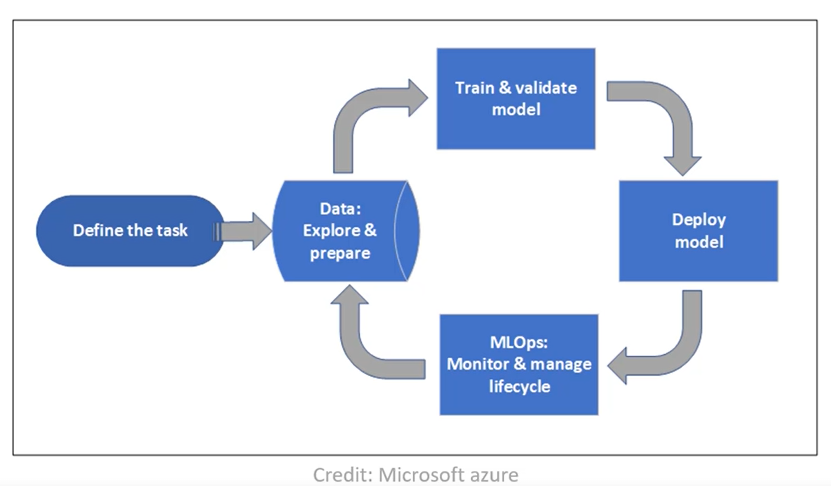 Define the task
Data:
Explore &
prepare
Train & validate
model
Deploy
model
MLOps:
Monitor & manage
lifecycle
Credit: Microsoft azure